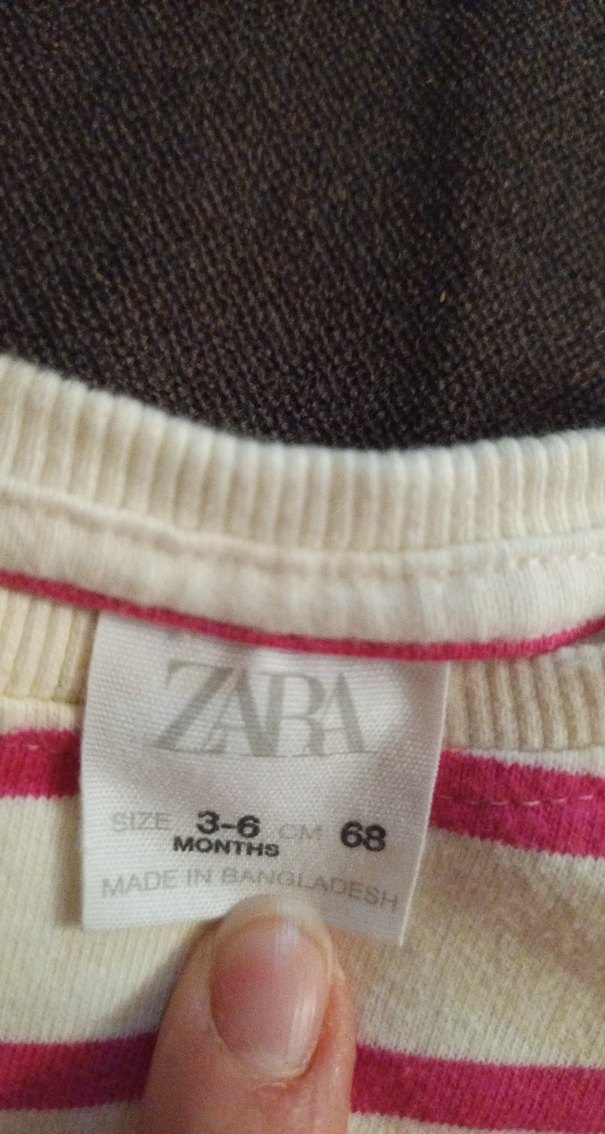 ZARA
SIZE 3-6 MONTHS CM 68
MADE IN BANGLADESH